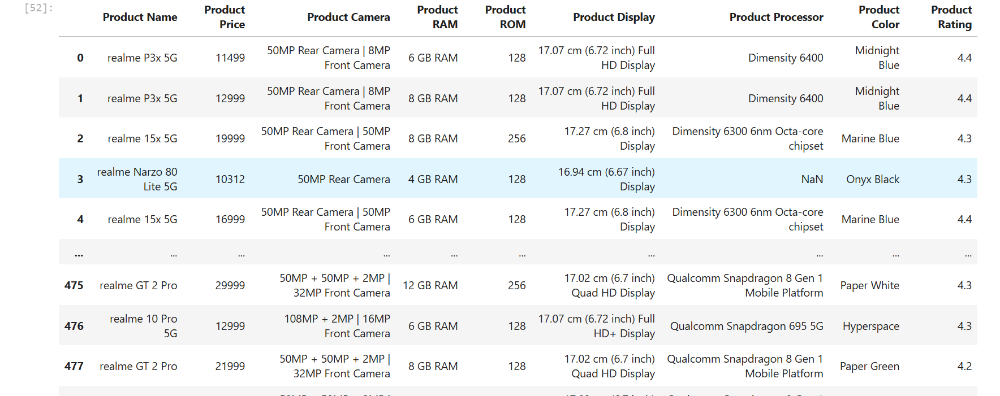 [52]:
Product Name Product Price Product Camera Product RAM Product ROM Product Display Product Processor Product Color Product Rating
0 realme P3x 5G 11499 50MP Rear Camera | 8MP Front Camera 6 GB RAM 128 17.07 cm (6.72 inch) Full HD Display Dimensity 6400 Midnight Blue 4.4
1 realme P3x 5G 12999 50MP Rear Camera | 8MP Front Camera 8 GB RAM 128 17.07 cm (6.72 inch) Full HD Display Dimensity 6400 Midnight Blue 4.4
2 realme 15x 5G 19999 50MP Rear Camera | 50MP Front Camera 8 GB RAM 256 17.27 cm (6.8 inch) Display Dimensity 6300 6nm Octa-core chipset Marine Blue 4.3
3 realme Narzo 80 Lite 5G 10312 50MP Rear Camera 4 GB RAM 128 16.94 cm (6.67 inch) Display NaN Onyx Black 4.3
4 realme 15x 5G 16999 50MP Rear Camera | 50MP Front Camera 6 GB RAM 128 17.27 cm (6.8 inch) Display Dimensity 6300 6nm Octa-core chipset Marine Blue 4.4
... ... ... ... ... ... ... ... ... ...
475 realme GT 2 Pro 29999 50MP + 50MP + 2MP | 32MP Front Camera 12 GB RAM 256 17.02 cm (6.7 inch) Quad HD Display Qualcomm Snapdragon 8 Gen 1 Mobile Platform Paper White 4.3
476 realme 10 Pro 5G 12999 108MP + 2MP | 16MP Front Camera 6 GB RAM 128 17.07 cm (6.72 inch) Full HD+ Display Qualcomm Snapdragon 695 5G Hyperspace 4.3
477 realme GT 2 Pro 21999 50MP + 50MP + 2MP | 32MP Front Camera 8 GB RAM 128 17.02 cm (6.7 inch) Quad HD Display Qualcomm Snapdragon 8 Gen 1 Mobile Platform Paper Green 4.2